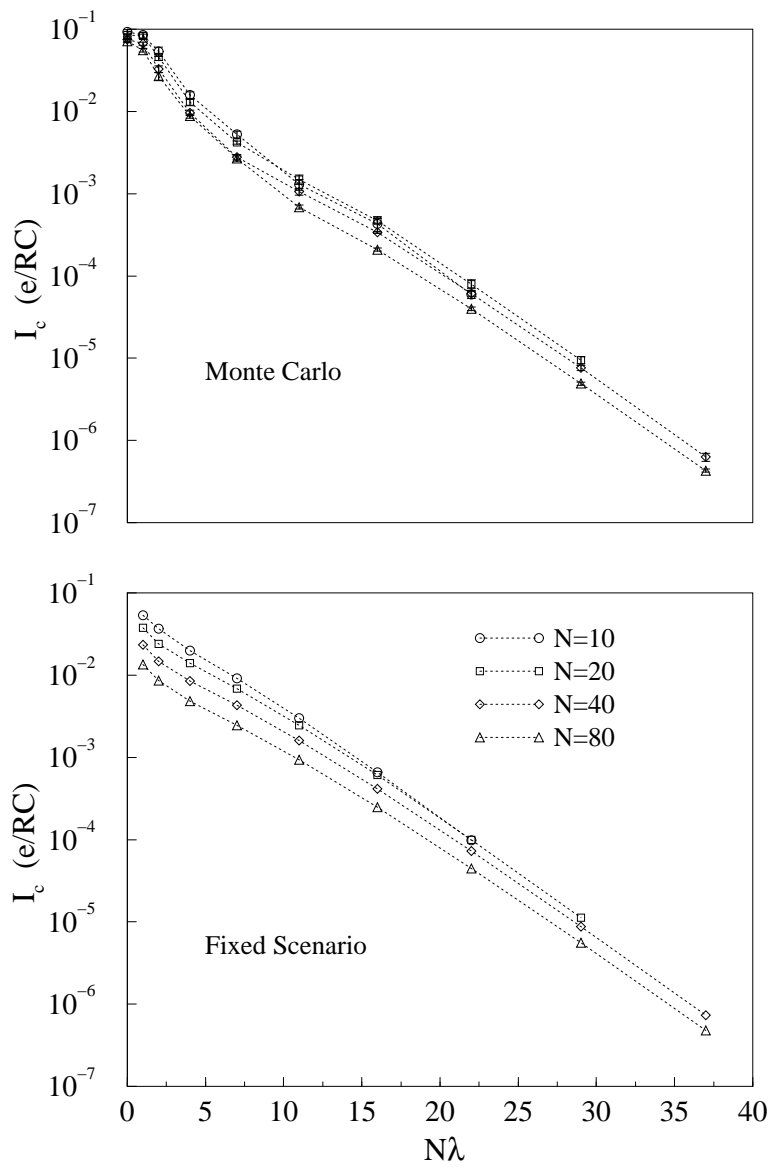 10⁻¹
10⁻²
10⁻³
10⁻⁴
10⁻⁵
10⁻⁶
10⁻⁷
I_c (e/RC)
Monte Carlo
10⁻¹
10⁻²
10⁻³
10⁻⁴
10⁻⁵
10⁻⁶
10⁻⁷
I_c (e/RC)
N=10
N=20
N=40
N=80
Fixed Scenario
0 5 10 15 20 25 30 35 40
Nλ